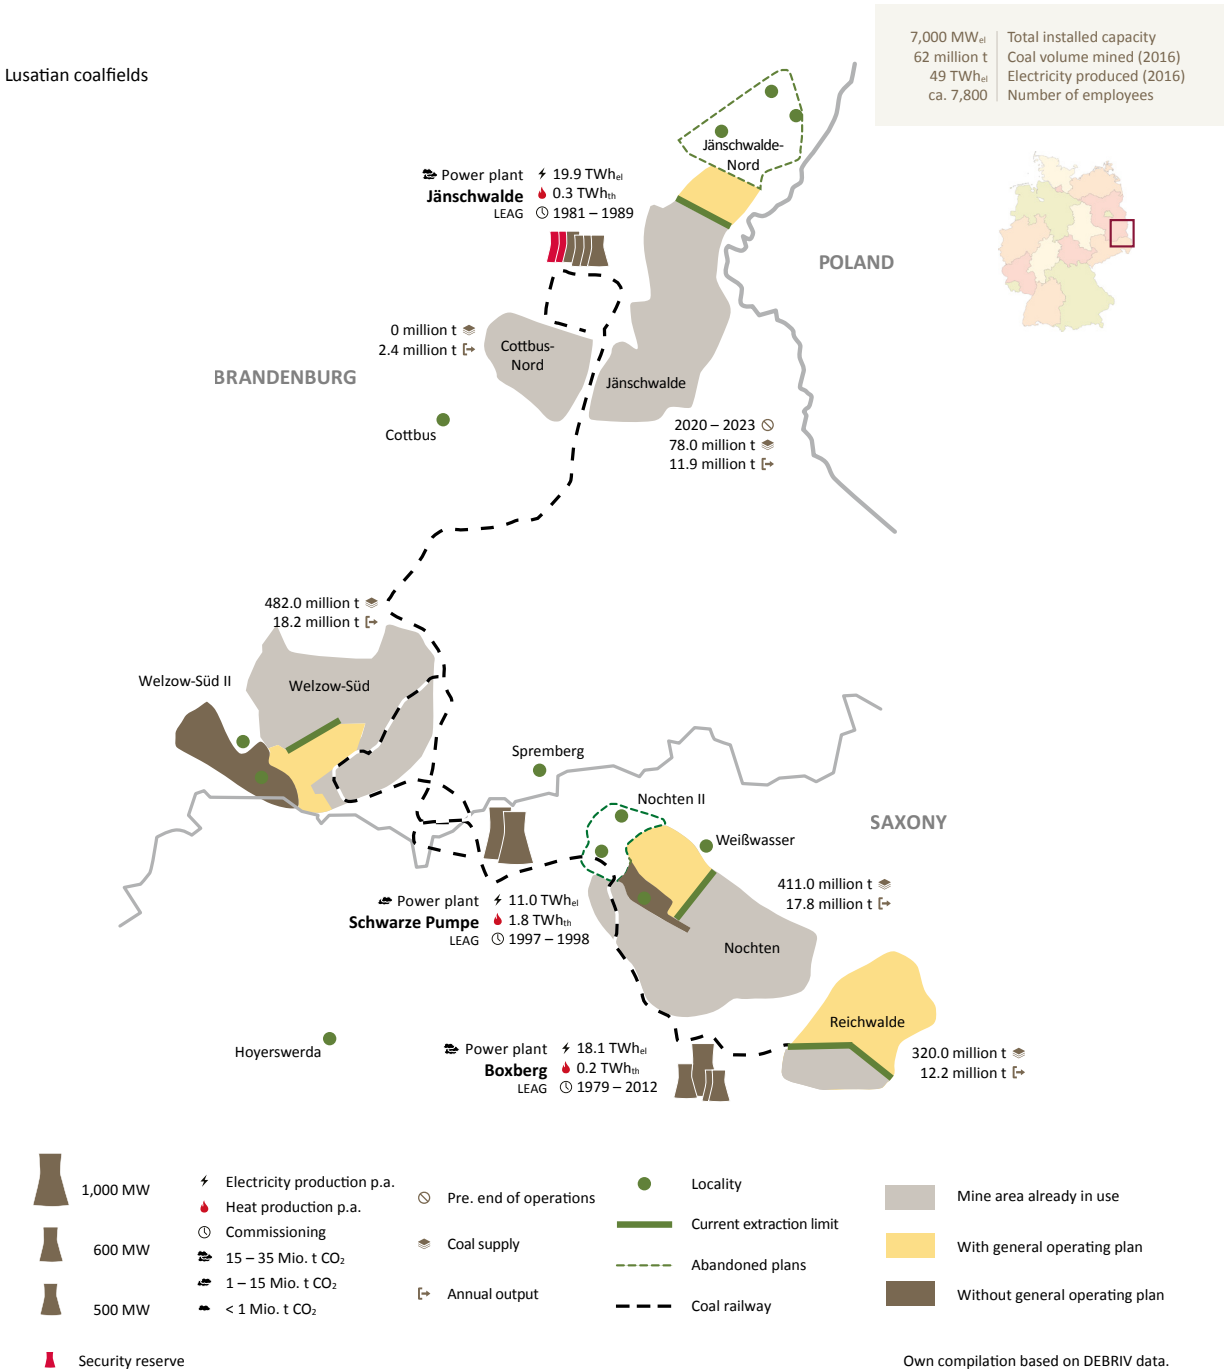 Lusatian coalfields
7,000 MWel Total installed capacity
62 million t Coal volume mined (2016)
49 TWhel Electricity produced (2016)
ca. 7,800 Number of employees
Jänschwalde-
Nord
Power plant 19.9 TWhel
Jänschwalde 0.3 TWhth
LEAG 1981 – 1989
POLAND
0 million t
2.4 million t
Cottbus-
Nord
BRANDENBURG
Jänschwalde
Cottbus
2020 – 2023
78.0 million t
11.9 million t
482.0 million t
18.2 million t
Welzow-Süd II
Welzow-Süd
Spremberg
Nochten II
SAXONY
Weißwasser
411.0 million t
17.8 million t
Power plant 11.0 TWhel
Schwarze Pumpe 1.8 TWhth
LEAG 1997 – 1998
Nochten
Reichwalde
Hoyerswerda
Power plant 18.1 TWhel
Boxberg 0.2 TWhth
LEAG 1979 – 2012
320.0 million t
12.2 million t
1,000 MW
600 MW
500 MW
Security reserve
Electricity production p.a.
Heat production p.a.
Commissioning
15 – 35 Mio. t CO₂
1 – 15 Mio. t CO₂
< 1 Mio. t CO₂
Pre. end of operations
Coal supply
Annual output
Locality
Current extraction limit
Abandoned plans
Coal railway
Mine area already in use
With general operating plan
Without general operating plan
Own compilation based on DEBRIV data.